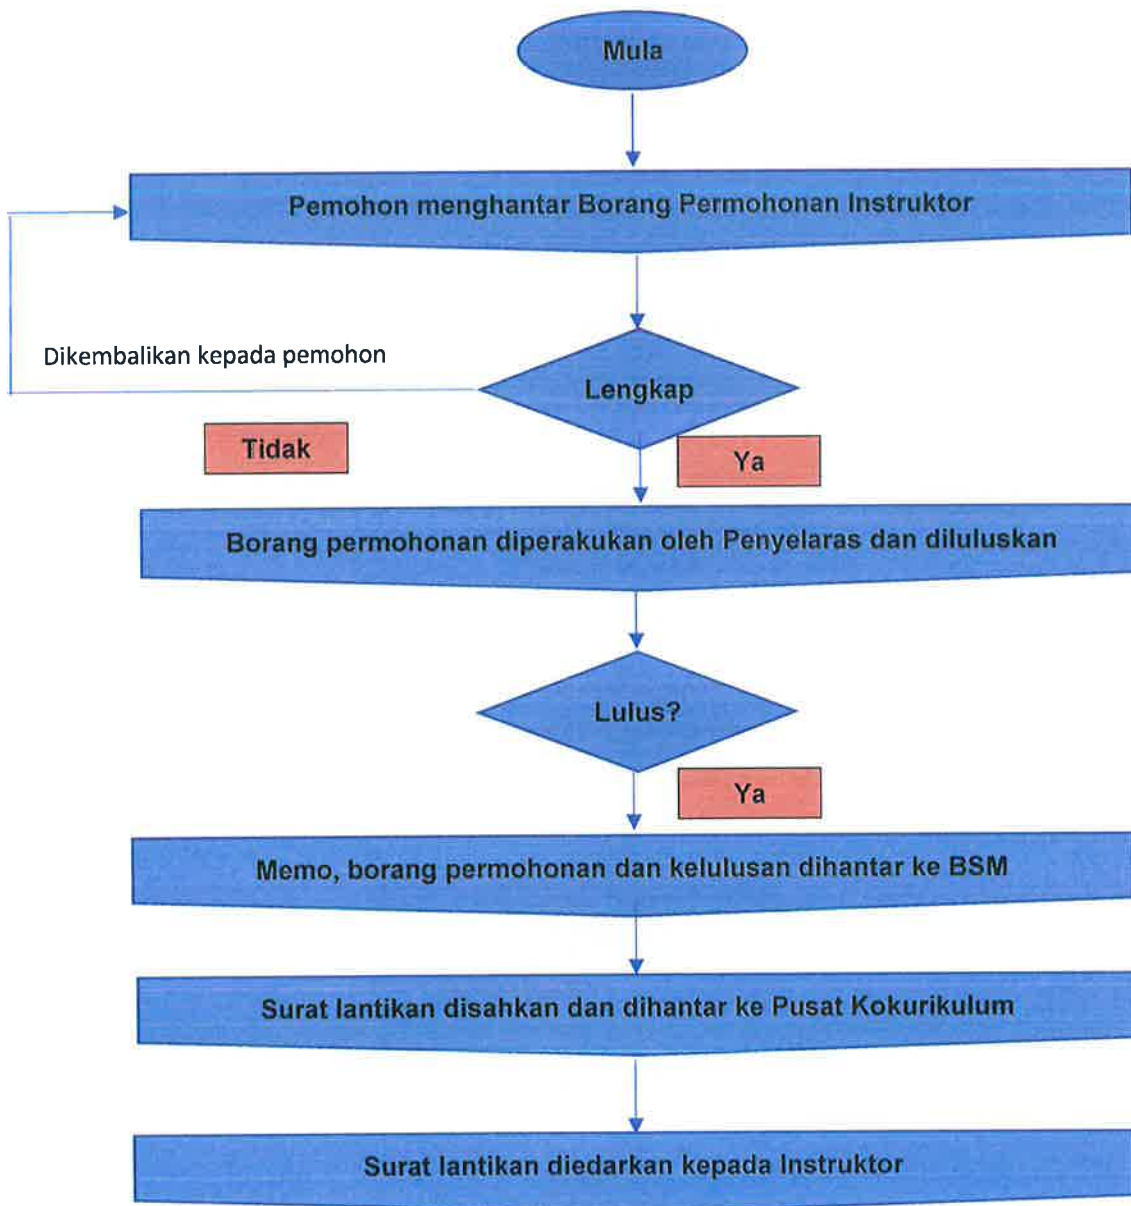 Mula
Pemohon menghantar Borang Permohonan Instruktor
Dikembalikan kepada pemohon
Lengkap
Tidak
Ya
Borang permohonan diperakukan oleh Penyelaras dan diluluskan
Lulus?
Ya
Memo, borang permohonan dan kelulusan dihantar ke BSM
Surat lantikan disahkan dan dihantar ke Pusat Kokurikulum
Surat lantikan diedarkan kepada Instruktor